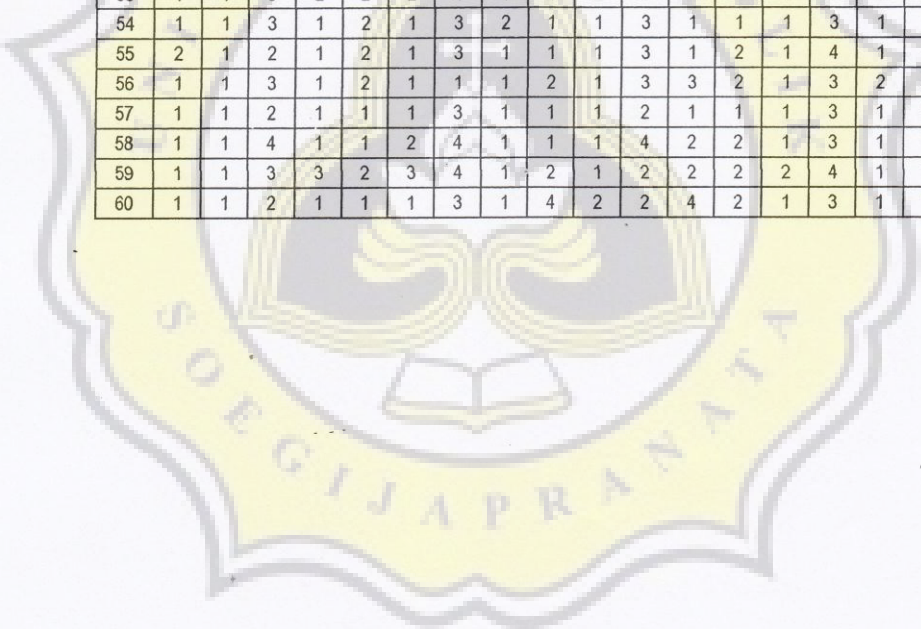 54 1 1 3 1 2 1 3 2 1 1 3 1 1 1 3 1
55 2 1 2 1 2 1 3 1 1 1 3 1 2 1 4 1
56 1 1 3 1 2 1 1 1 2 1 3 3 2 1 3 2
57 1 1 2 1 1 1 3 1 1 1 2 1 1 1 3 1
58 1 1 4 1 1 2 4 1 1 1 4 2 2 1 3 1
59 1 1 3 3 2 3 4 1 2 1 2 2 2 2 4 1
60 1 1 2 1 1 1 3 1 4 2 2 4 2 1 3 1
SOEGIJAPRANATA